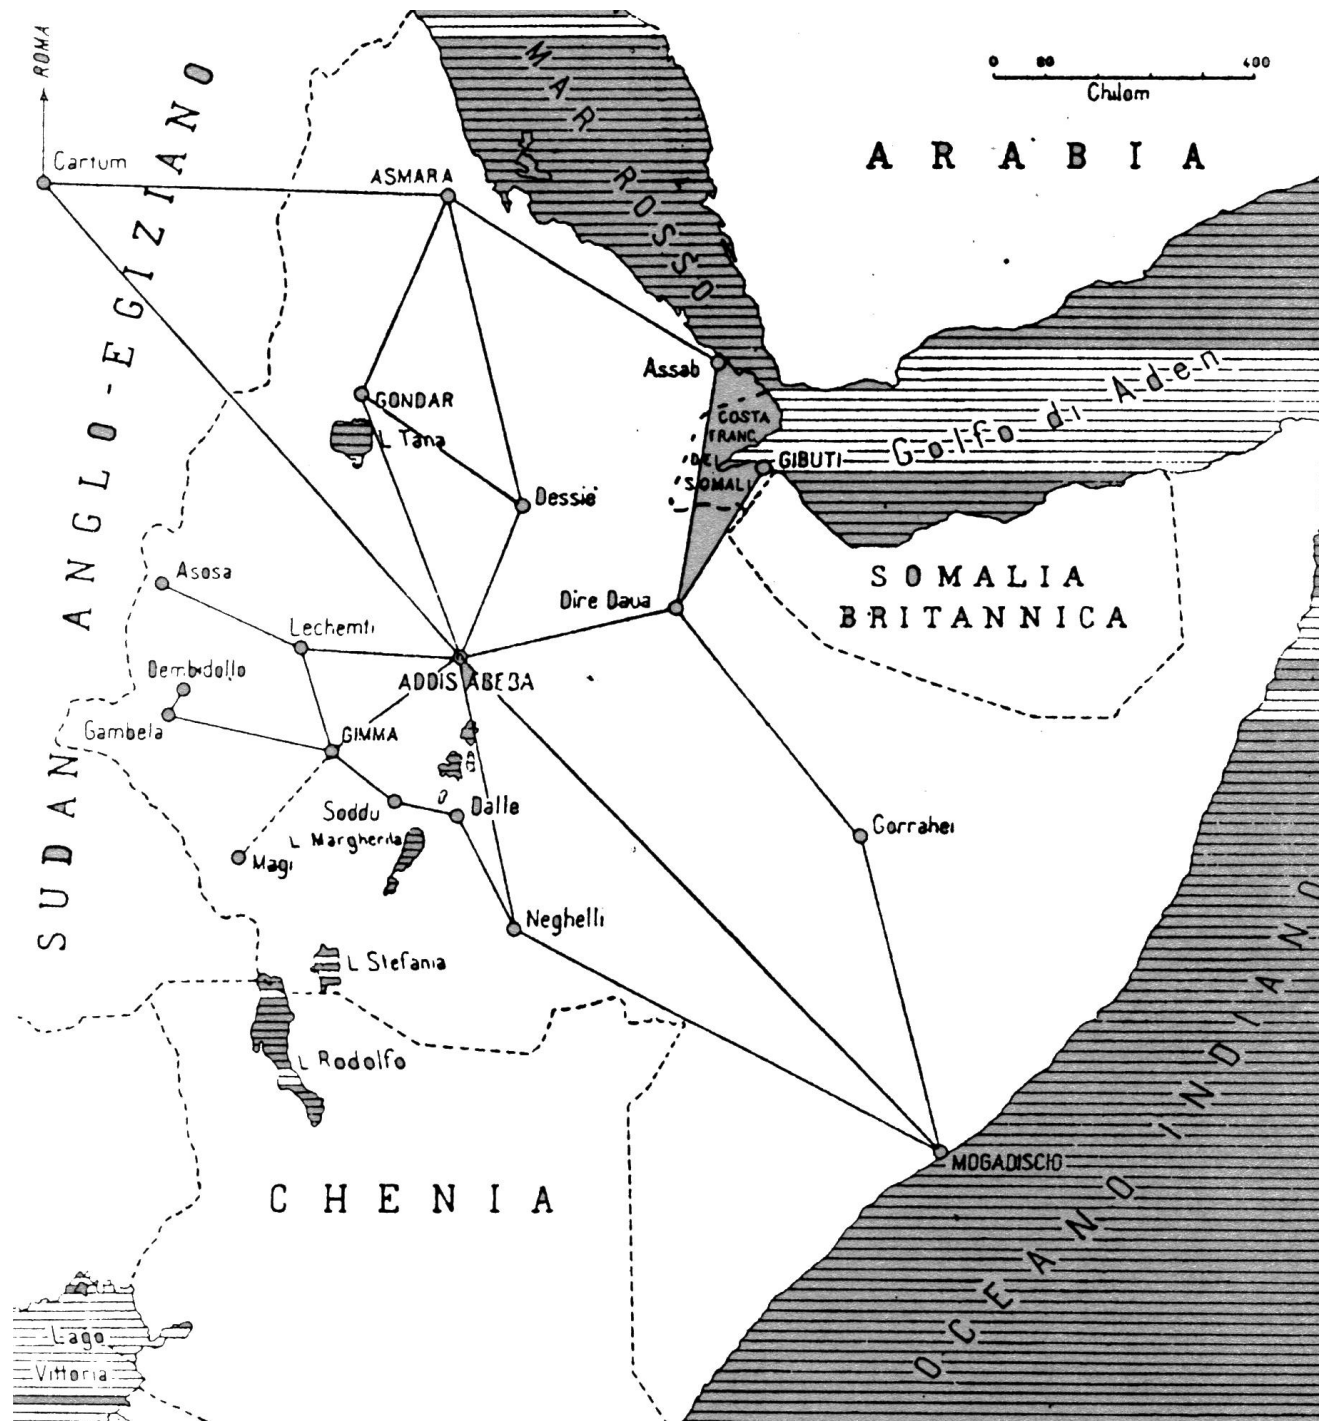 ROMA
MAR ROSSO
0 80 400
Chilom
ARABIA
Cartum
ASMARA
SUDAN ANGLO-EGIZIANO
Assab
Golfo di Aden
GONDAR
L Tana
COSTA
FRANC.
DEI
SOMALI
GIBUTI
Dessie
Asosa
SOMALIA
BRITANNICA
Dire Daua
Lechemti
Dembidollo
ADDIS ABEBA
Gambela
GIMMA
Soddu
Dalle
Gorrahei
L Margherita
Magi
Neghelli
L Stefania
L Rodolfo
OCEANO INDIANO
MOGADISCIO
CHENIA
Lago
Vittoria